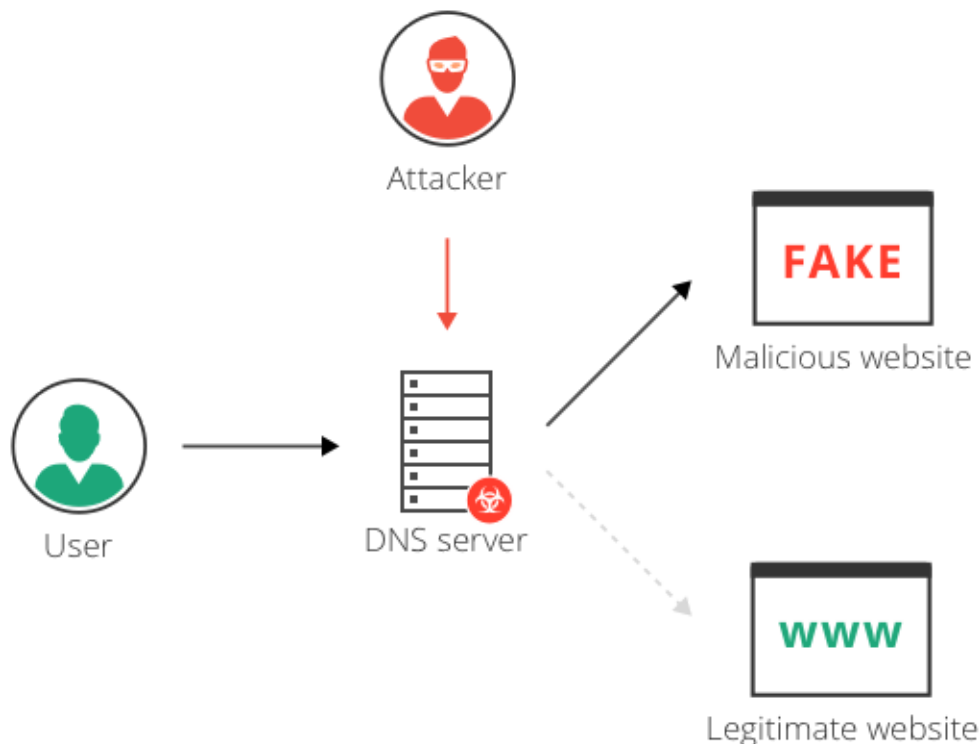 Attacker
FAKE
Malicious website
User
DNS server
www
Legitimate website